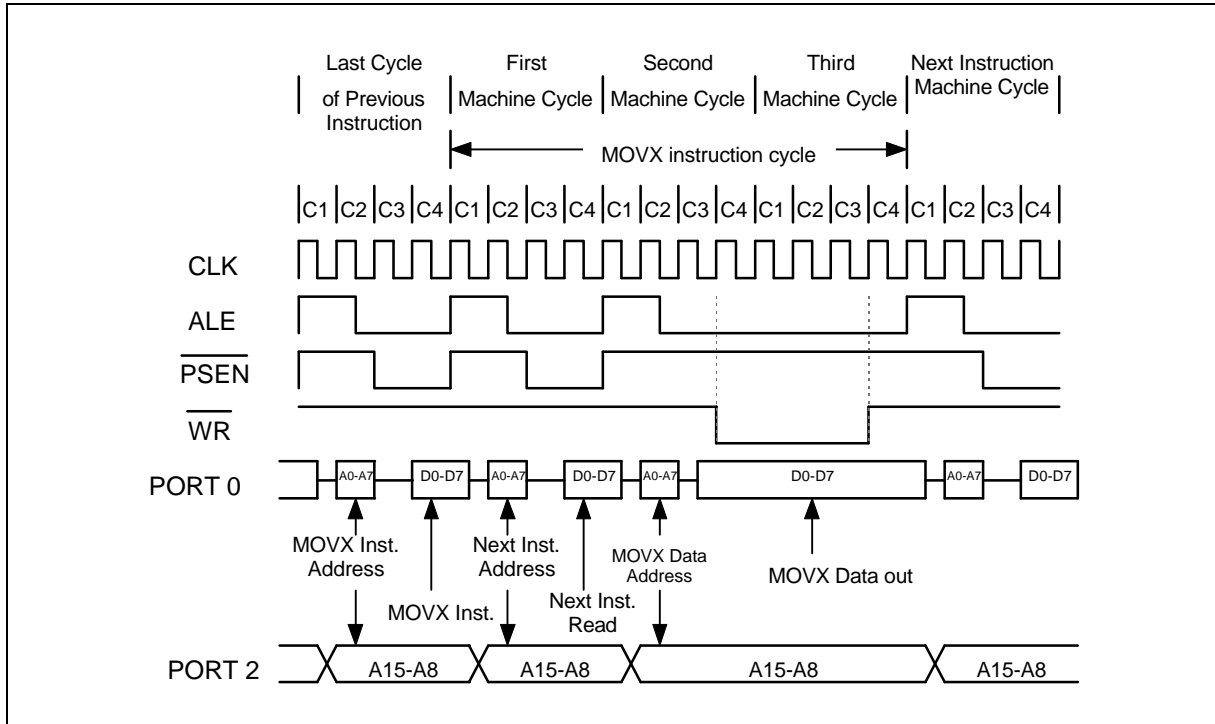 Last Cycle
of Previous
Instruction
First
Machine Cycle
Second
Machine Cycle
Third
Machine Cycle
Next Instruction
Machine Cycle
MOVX instruction cycle
C1 C2 C3 C4 C1 C2 C3 C4 C1 C2 C3 C4 C1 C2 C3 C4 C1 C2 C3 C4
CLK
ALE
PSEN
WR
PORT 0
A0-A7 D0-D7 A0-A7 D0-D7 A0-A7 D0-D7 A0-A7 D0-D7
MOVX Inst.
Address
MOVX Inst.
Next Inst.
Address
Next Inst.
Read
MOVX Data
Address
MOVX Data out
PORT 2
A15-A8 A15-A8 A15-A8 A15-A8